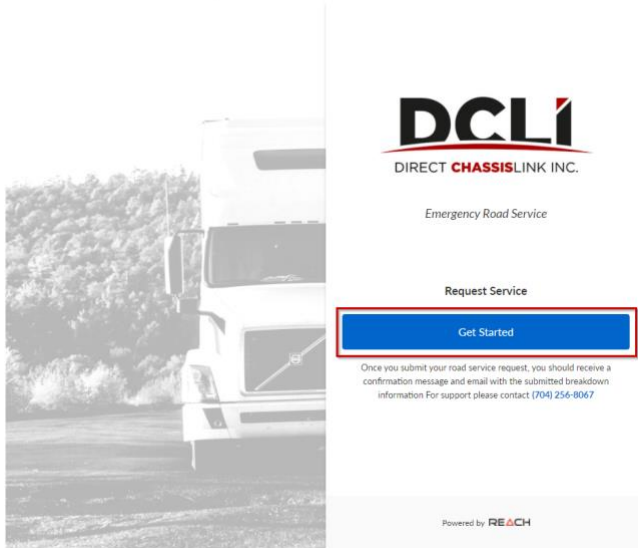 DCLI
DIRECT CHASSISLINK INC.
Emergency Road Service
Request Service
Get Started
Once you submit your road service request, you should receive a
confirmation message and email with the submitted breakdown
information For support please contact (704) 256-8067
Powered by REACH